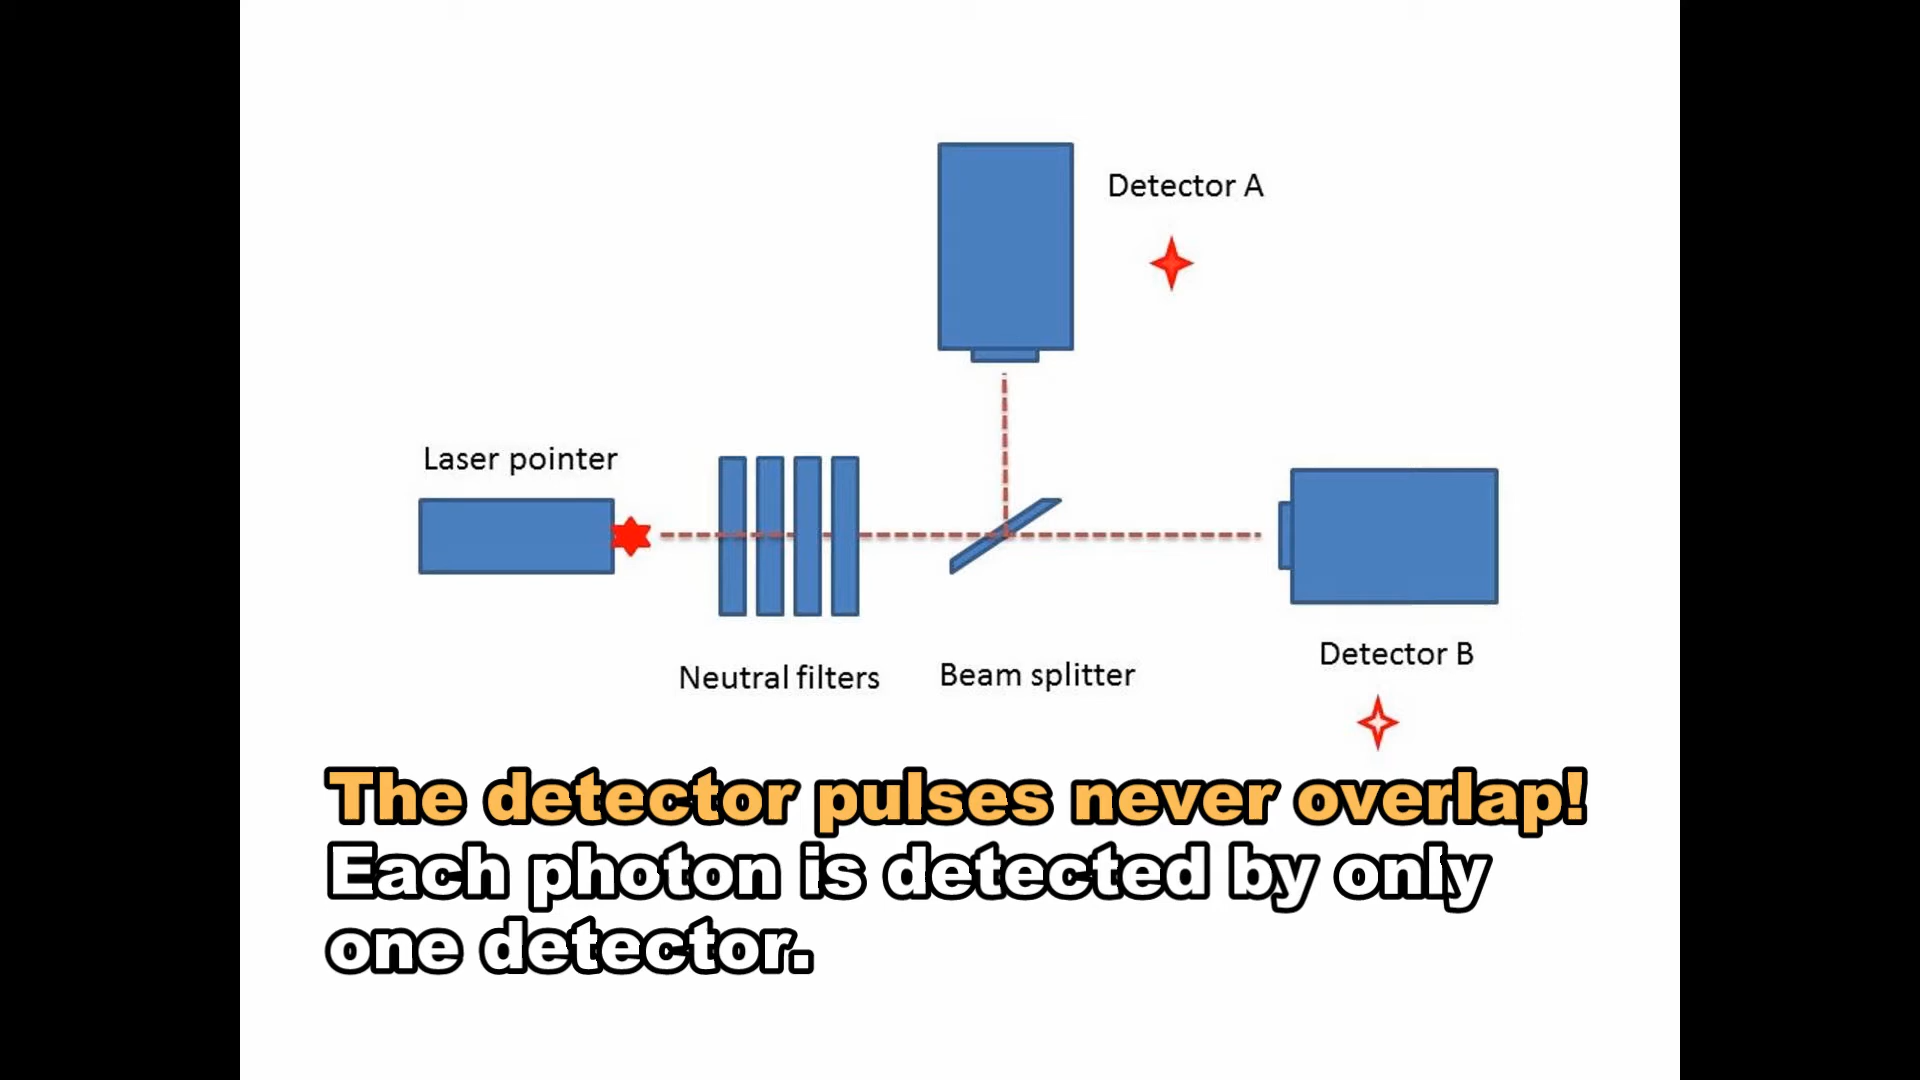 Detector A
Laser pointer
Detector B
Neutral filters
Beam splitter
The detector pulses never overlap!
Each photon is detected by only
one detector.